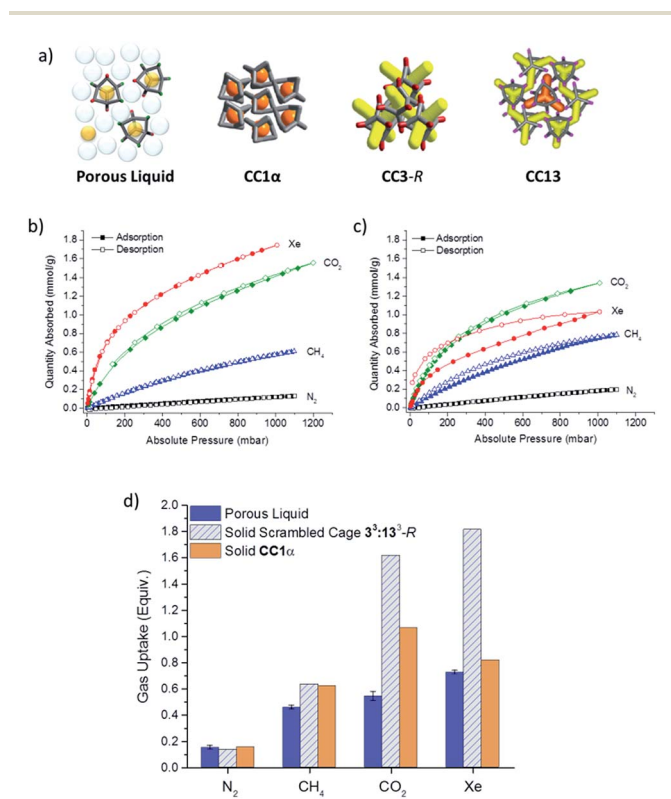 a)
Porous Liquid CC1α CC3-R CC13
b)
Adsorption
Desorption
Xe
CO2
CH4
N2
Quantity Absorbed (mmol/g)
1.8
1.6
1.4
1.2
1.0
0.8
0.6
0.4
0.2
0.0
0 200 400 600 800 1000 1200
Absolute Pressure (mbar)
c)
Adsorption
Desorption
CO2
Xe
CH4
N2
Quantity Absorbed (mmol/g)
1.8
1.6
1.4
1.2
1.0
0.8
0.6
0.4
0.2
0.0
0 200 400 600 800 1000 1200
Absolute Pressure (mbar)
d)
Porous Liquid
Solid Scrambled Cage 3³:13³-R
Solid CC1α
Gas Uptake (Equiv.)
2.0
1.8
1.6
1.4
1.2
1.0
0.8
0.6
0.4
0.2
0.0
N2 CH4 CO2 Xe